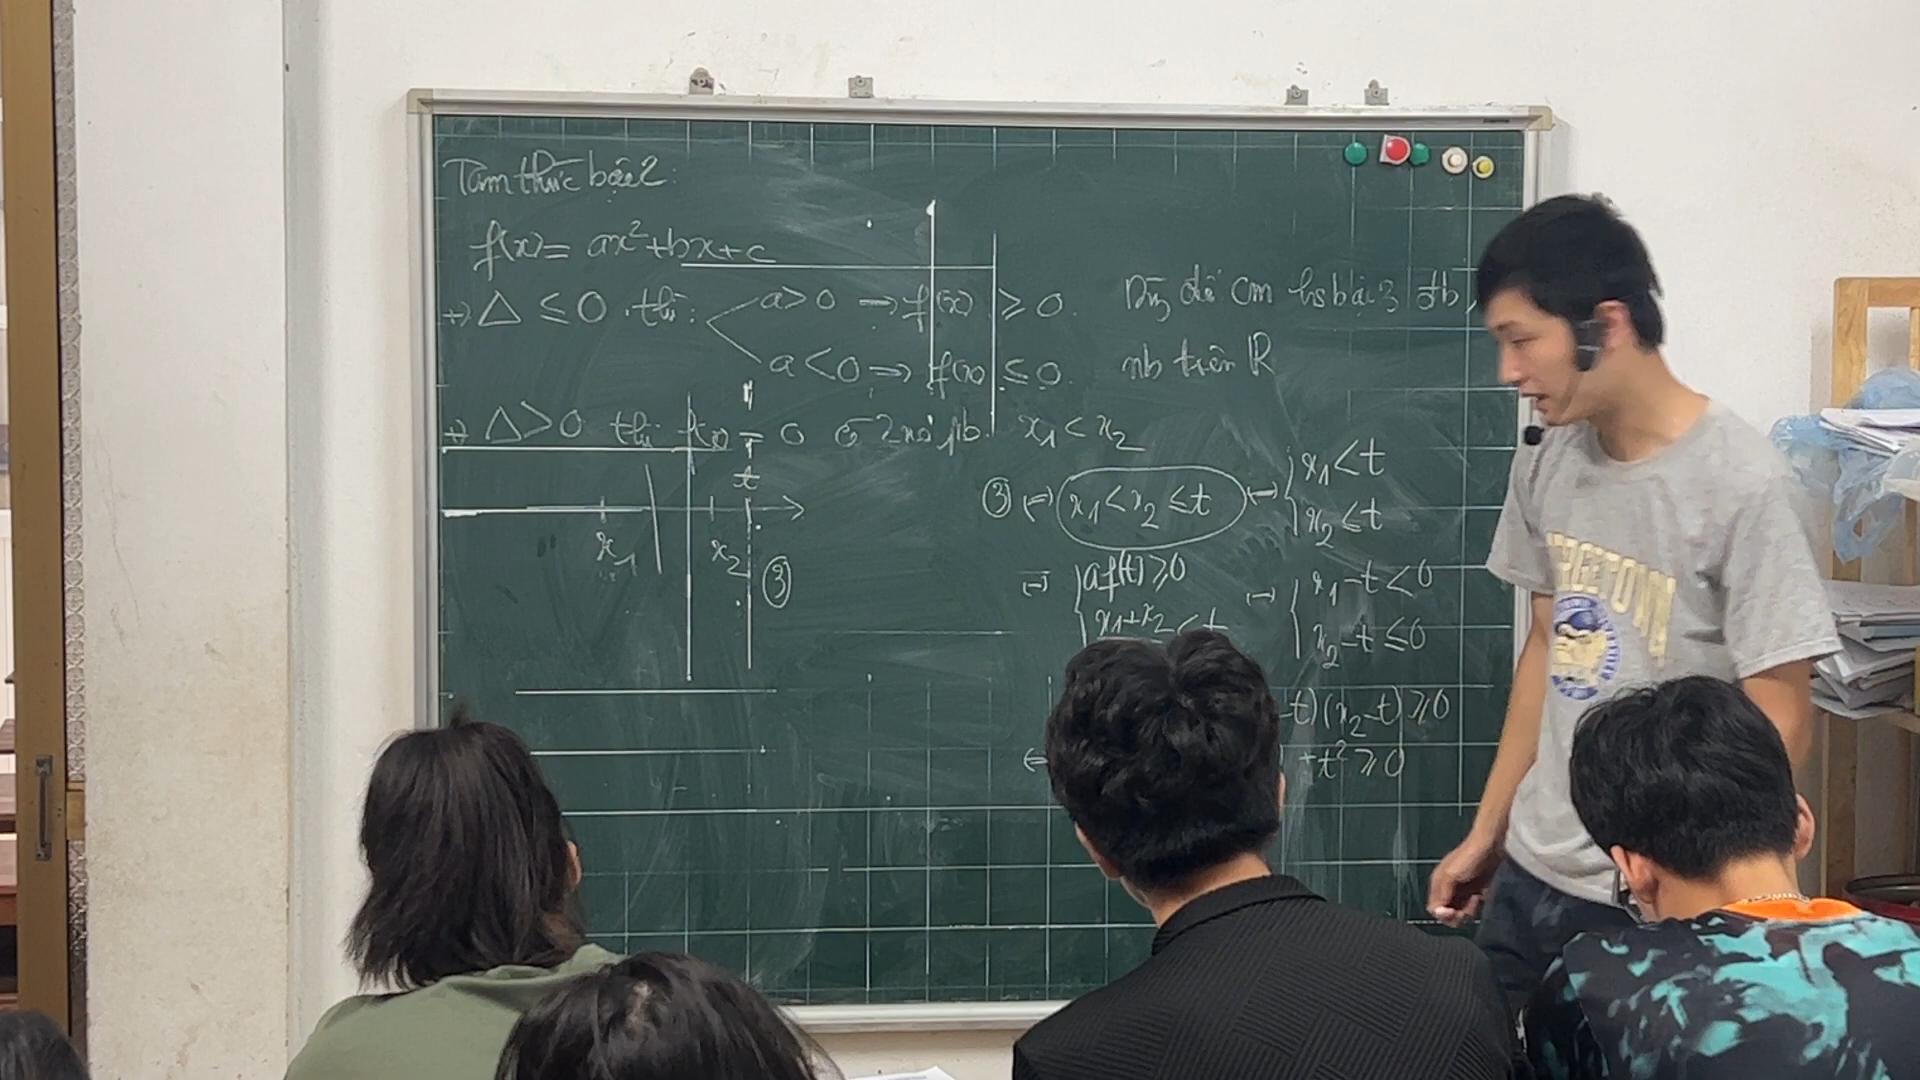 Tam thức bậc 2:
f(x) = ax² + bx + c
+) Δ ≤ 0 thì: a > 0 → f(x) ≥ 0.
a < 0 → f(x) ≤ 0.
Dùng để cm hs bậc 3 đb,
nb trên R
+) Δ > 0 thì f(x) = 0 có 2 no pb x₁ < x₂
t
x₁ x₂ ③
③ (=) x₁ < x₂ ≤ t (=) { x₁ < t
x₂ ≤ t
(=) { af(t) ≥ 0
x₁+x₂ < t
(=) { x₁ - t < 0
x₂ - t ≤ 0
-t)(x₂-t) ≥ 0
+t² ≥ 0